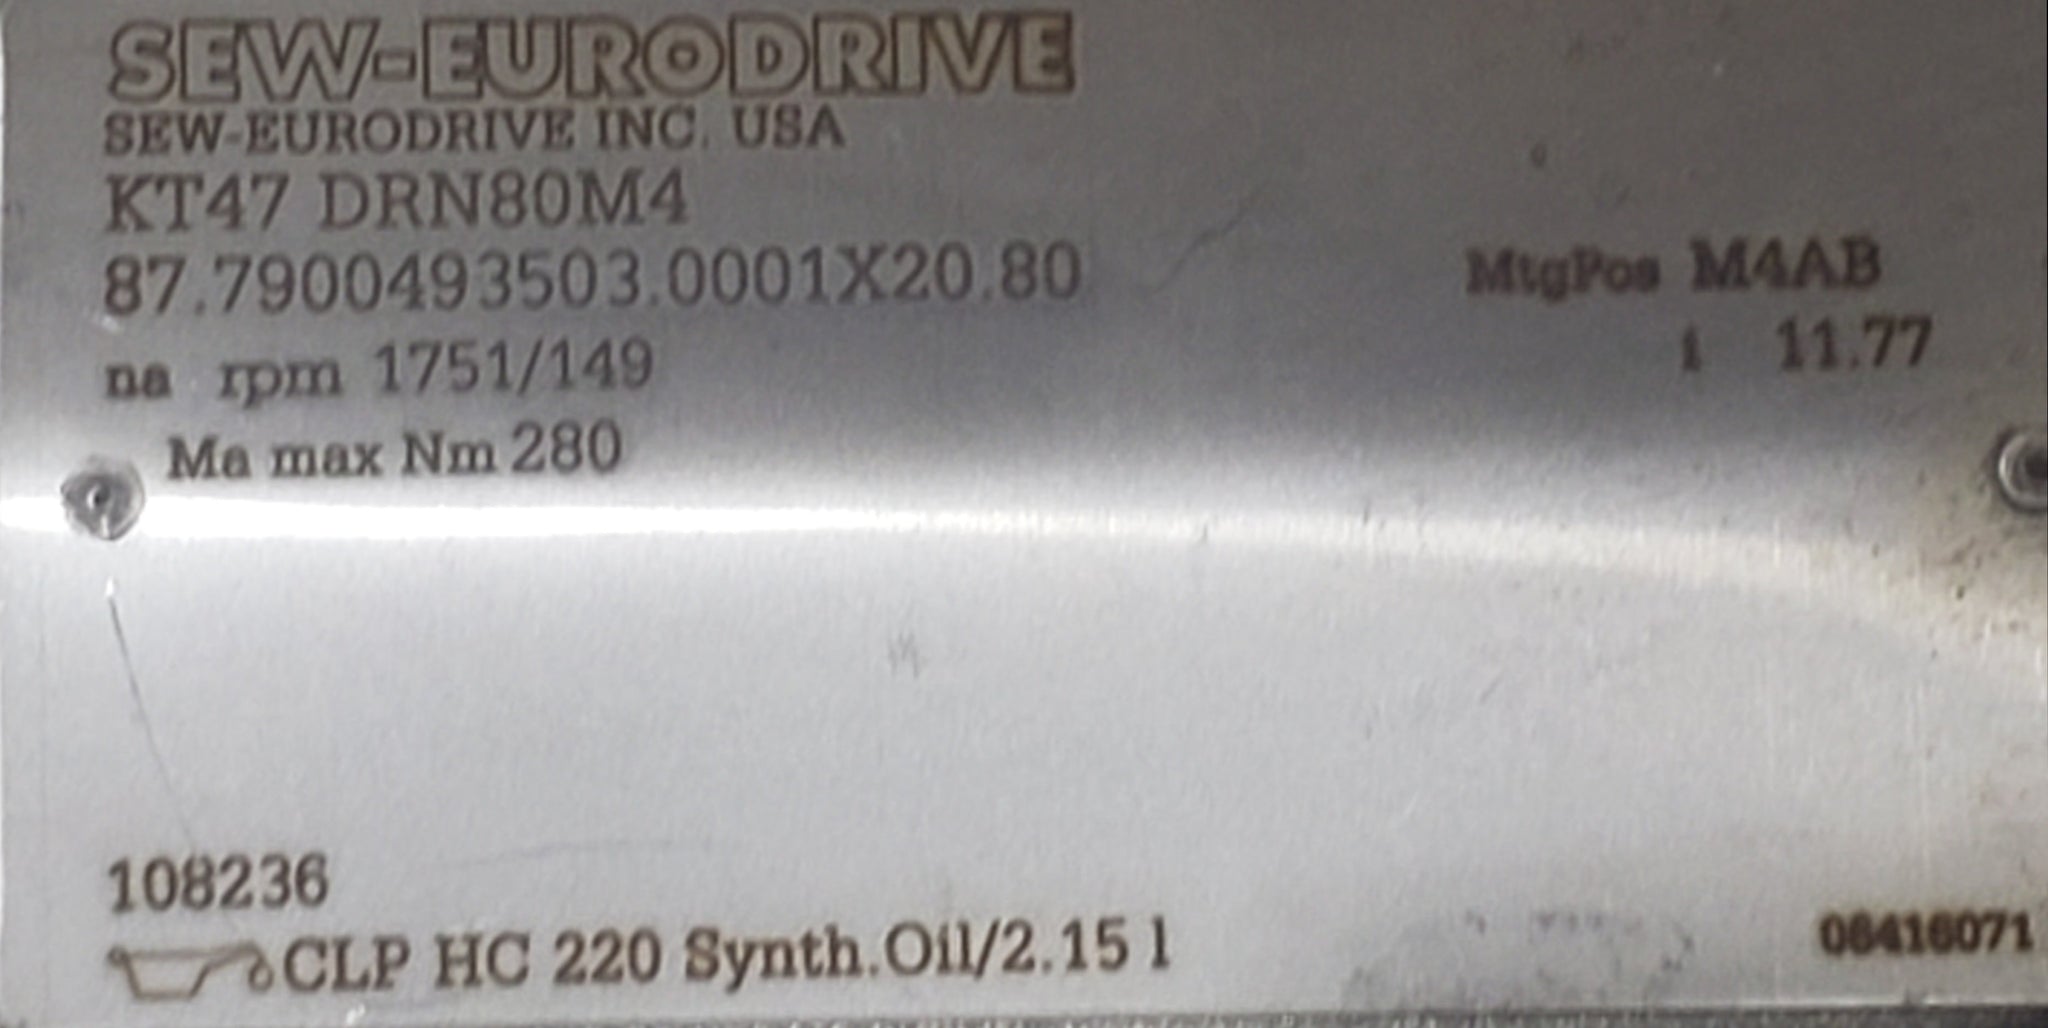 SEW-EURODRIVE
SEW-EURODRIVE INC. USA
KT47 DRN80M4
87.7900493503.0001X20.80
MtgPos M4AB
na rpm 1751/149
i 11.77
Ma max Nm 280
108236
CLP HC 220 Synth.Oil/2.15 l
08416071